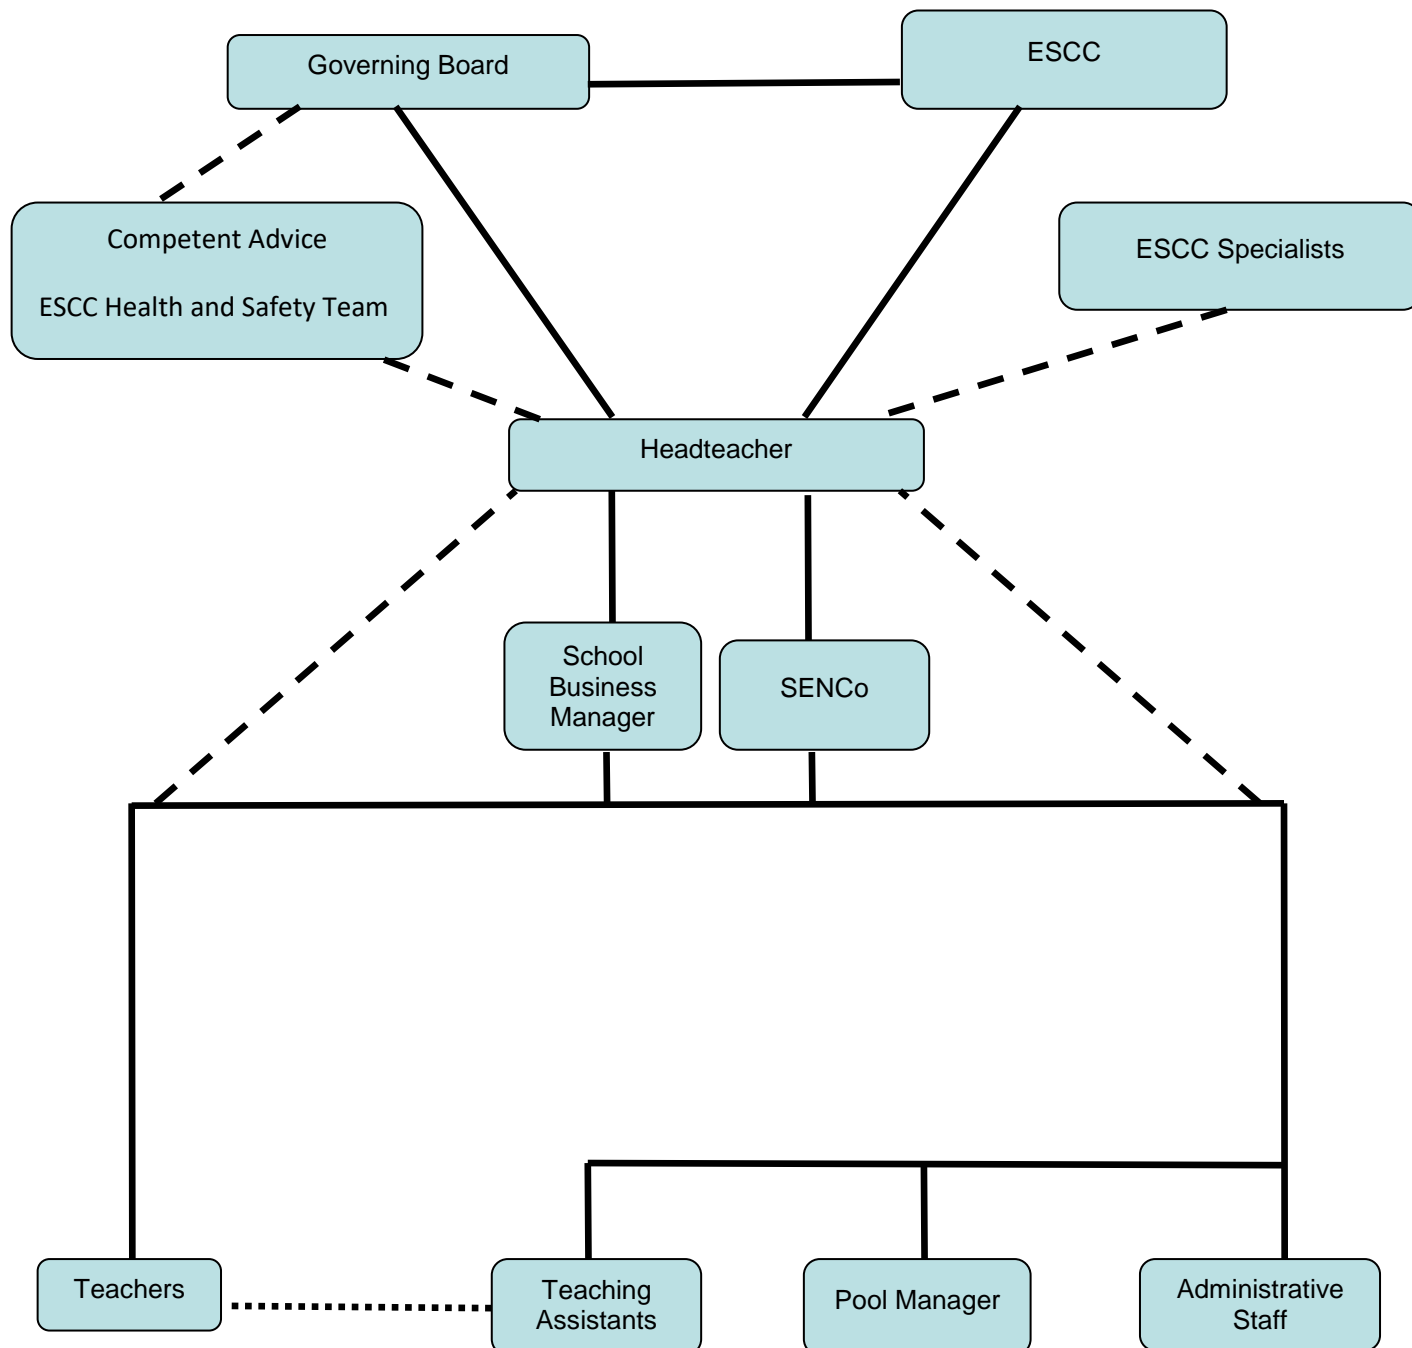 Governing Board
ESCC
Competent Advice
ESCC Health and Safety Team
ESCC Specialists
Headteacher
School
Business
Manager
SENCo
Teachers
Teaching
Assistants
Pool Manager
Administrative
Staff